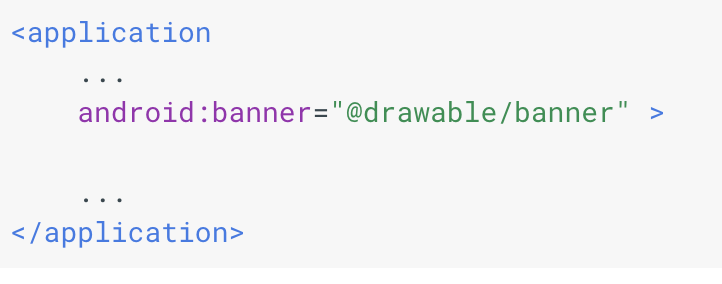 <application
    ...
    android:banner="@drawable/banner" >
    ...
</application>